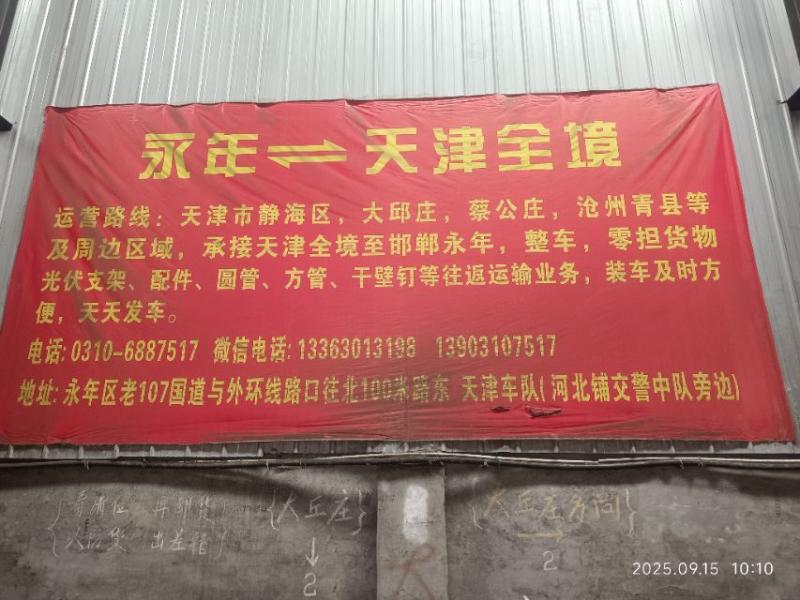 永年⇌天津全境
运营路线：天津市静海区，大邱庄，蔡公庄，沧州青县等
及周边区域，承接天津全境至邯郸永年，整车，零担货物
光伏支架、配件、圆管、方管、干壁钉等往返运输业务，装车及时方
便，天天发车。
电话:0310-6887517 微信电话:13363013198 13903107517
地址:永年区老107国道与外环线路口往北100米路东 天津车队(河北铺交警中队旁边)
{大丘庄}
{大丘庄方向}
2
2
2025.09.15 10:10